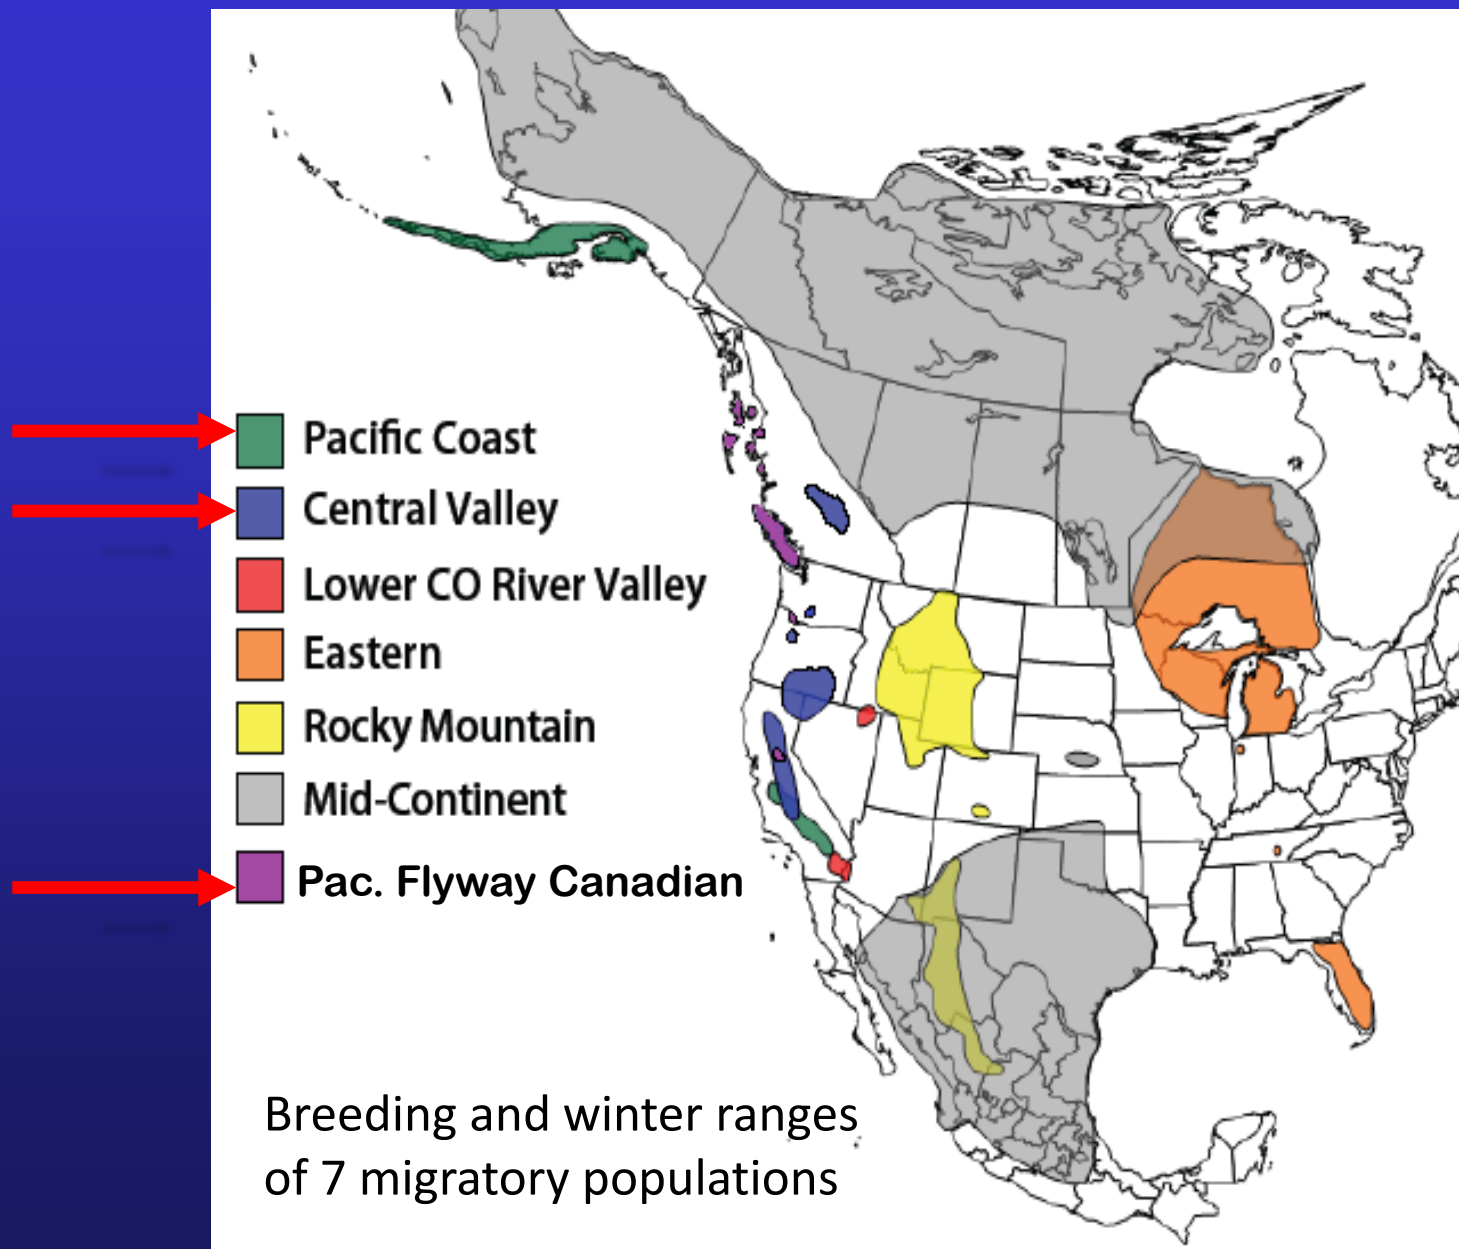 Pacific Coast
Central Valley
Lower CO River Valley
Eastern
Rocky Mountain
Mid-Continent
Pac. Flyway Canadian
Breeding and winter ranges
of 7 migratory populations